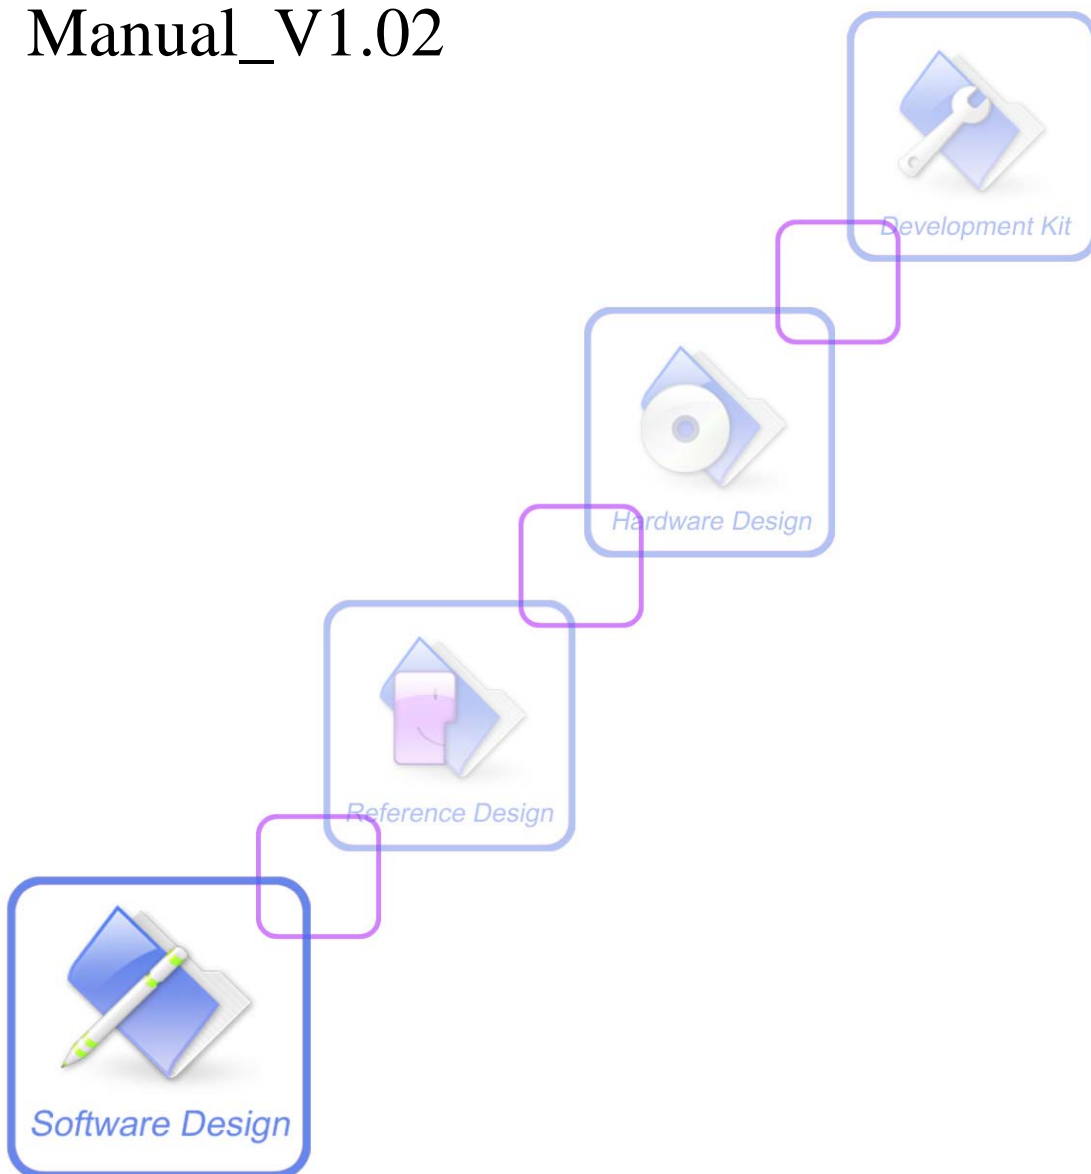 Manual_V1.02
Development Kit
Hardware Design
Reference Design
Software Design